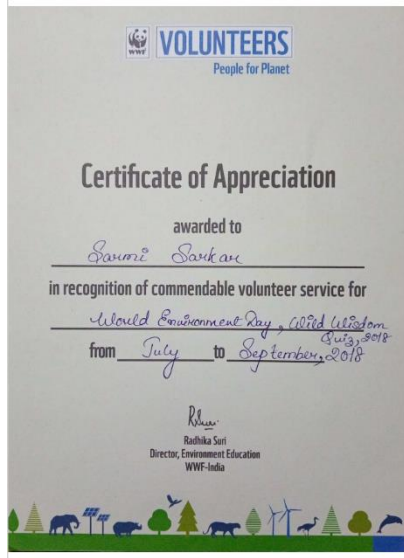 WWF VOLUNTEERS
People for Planet
Certificate of Appreciation
awarded to
Sarmi Sarkar
in recognition of commendable volunteer service for
World Environment Day, Wild Wisdom
Quiz, 2018
from July to September, 2018
Radhika Suri
Director, Environment Education
WWF-India